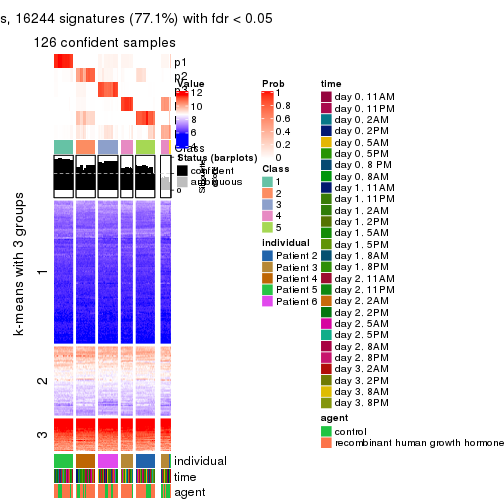 s, 16244 signatures (77.1%) with fdr < 0.05
126 confident samples
p1
p2
p3
Value
12
10
8
6
4
Class
Status (barplots)
confident
ambiguous
1
0
k-means with 3 groups
1
2
3
individual
time
agent
Prob
1
0.8
0.6
0.4
0.2
0
Class
1
2
3
4
5
individual
Patient 2
Patient 3
Patient 4
Patient 5
Patient 6
time
day 0. 11AM
day 0. 11PM
day 0. 2AM
day 0. 2PM
day 0. 5AM
day 0. 5PM
day 0. 8 PM
day 0. 8AM
day 1. 11AM
day 1. 11PM
day 1. 2AM
day 1. 2PM
day 1. 5AM
day 1. 5PM
day 1. 8AM
day 1. 8PM
day 2. 11AM
day 2. 11PM
day 2. 2AM
day 2. 2PM
day 2. 5AM
day 2. 5PM
day 2. 8AM
day 2. 8PM
day 3. 2AM
day 3. 2PM
day 3. 8AM
day 3. 8PM
agent
control
recombinant human growth hormone